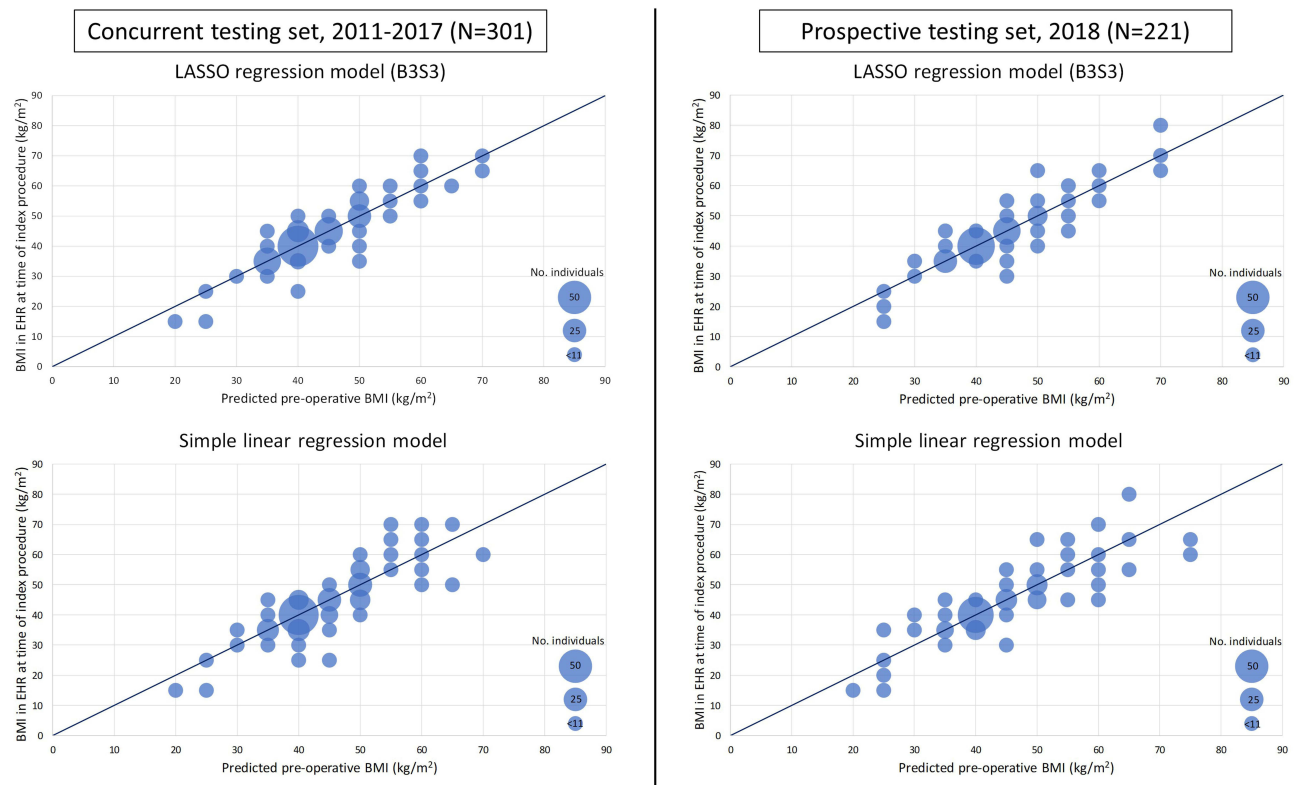 Concurrent testing set, 2011-2017 (N=301)
LASSO regression model (B3S3)
BMI in EHR at time of index procedure (kg/m²)
90
80
70
60
50
40
30
20
10
0
No. individuals
50
25
<11
0 10 20 30 40 50 60 70 80 90
Predicted pre-operative BMI (kg/m²)
Simple linear regression model
BMI in EHR at time of index procedure (kg/m²)
90
80
70
60
50
40
30
20
10
0
No. individuals
50
25
<11
0 10 20 30 40 50 60 70 80 90
Predicted pre-operative BMI (kg/m²)
Prospective testing set, 2018 (N=221)
LASSO regression model (B3S3)
BMI in EHR at time of index procedure (kg/m²)
90
80
70
60
50
40
30
20
10
0
No. individuals
50
25
<11
0 10 20 30 40 50 60 70 80 90
Predicted pre-operative BMI (kg/m²)
Simple linear regression model
BMI in EHR at time of index procedure (kg/m²)
90
80
70
60
50
40
30
20
10
0
No. individuals
50
25
<11
0 10 20 30 40 50 60 70 80 90
Predicted pre-operative BMI (kg/m²)